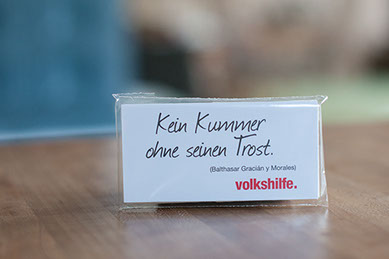 Kein Kummer
ohne seinen Trost.
(Balthasar Gracián y Morales)
volkshilfe.